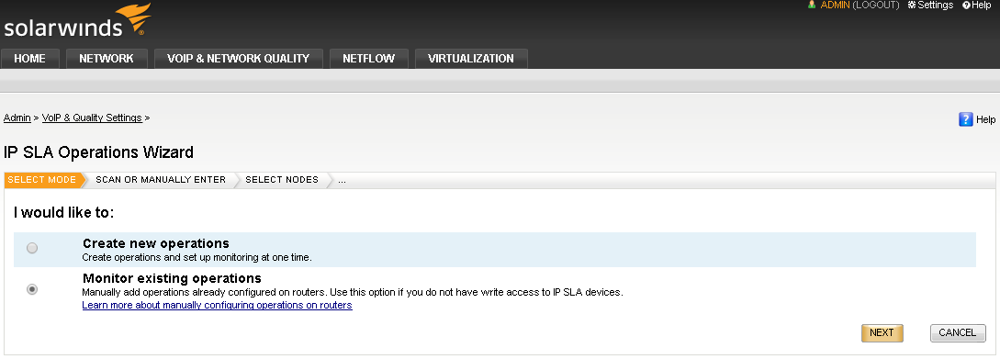 ADMIN (LOGOUT) Settings Help
solarwinds
HOME NETWORK VOIP & NETWORK QUALITY NETFLOW VIRTUALIZATION
Admin > VoIP & Quality Settings >
? Help
IP SLA Operations Wizard
SELECT MODE SCAN OR MANUALLY ENTER SELECT NODES ...
I would like to:
Create new operations
Create operations and set up monitoring at one time.
Monitor existing operations
Manually add operations already configured on routers. Use this option if you do not have write access to IP SLA devices.
Learn more about manually configuring operations on routers
NEXT CANCEL